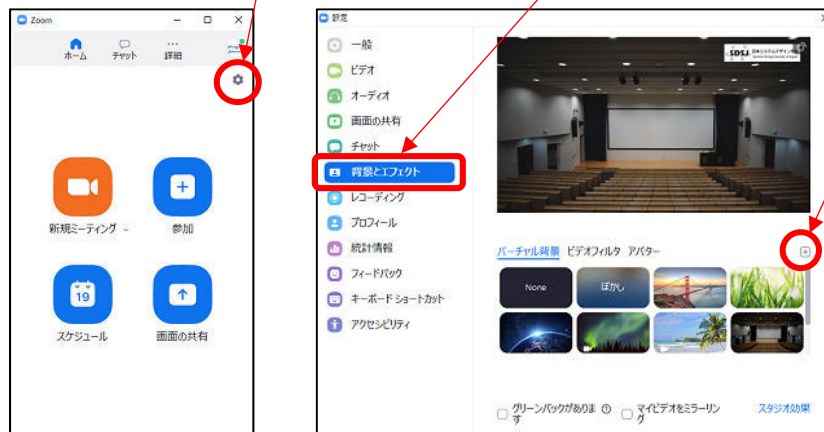 Zoom
ホーム
チャット
詳細
新規ミーティング
参加
19
スケジュール
画面の共有
設定
一般
ビデオ
オーディオ
画面の共有
チャット
背景とエフェクト
レコーディング
プロフィール
統計情報
フィードバック
キーボード ショートカット
アクセシビリティ
SDSJ
バーチャル背景 ビデオフィルタ アバター
None
ぼかし
グリーンバックがありま
す
マイビデオをミラーリン
グ
スタジオ効果